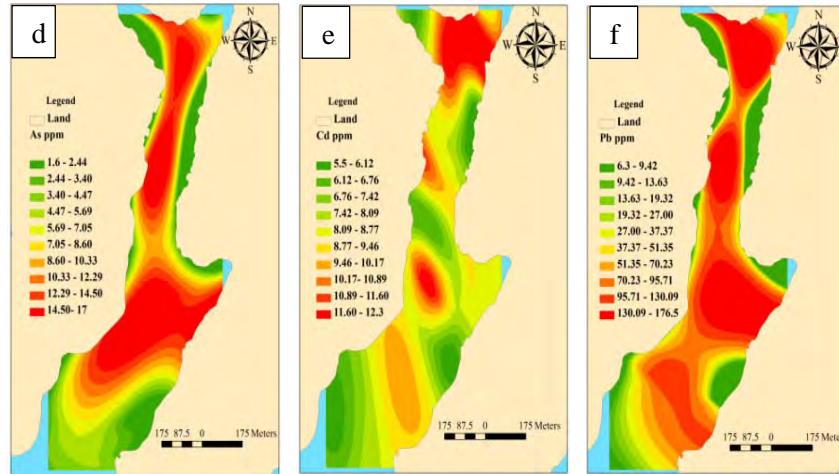 d
N
W E
S
Legend
Land
As ppm
1.6 - 2.44
2.44 - 3.40
3.40 - 4.47
4.47 - 5.69
5.69 - 7.05
7.05 - 8.60
8.60 - 10.33
10.33 - 12.29
12.29 - 14.50
14.50- 17
175 87.5 0 175 Meters
e
N
W E
S
Legend
Land
Cd ppm
5.5 - 6.12
6.12 - 6.76
6.76 - 7.42
7.42 - 8.09
8.09 - 8.77
8.77 - 9.46
9.46 - 10.17
10.17- 10.89
10.89 - 11.60
11.60 - 12.3
175 87.5 0 175 Meters
f
N
W E
S
Legend
Land
Pb ppm
6.3 - 9.42
9.42 - 13.63
13.63 - 19.32
19.32 - 27.00
27.00 - 37.37
37.37 - 51.35
51.35 - 70.23
70.23 - 95.71
95.71 - 130.09
130.09 - 176.5
175 87.5 0 175 Meters